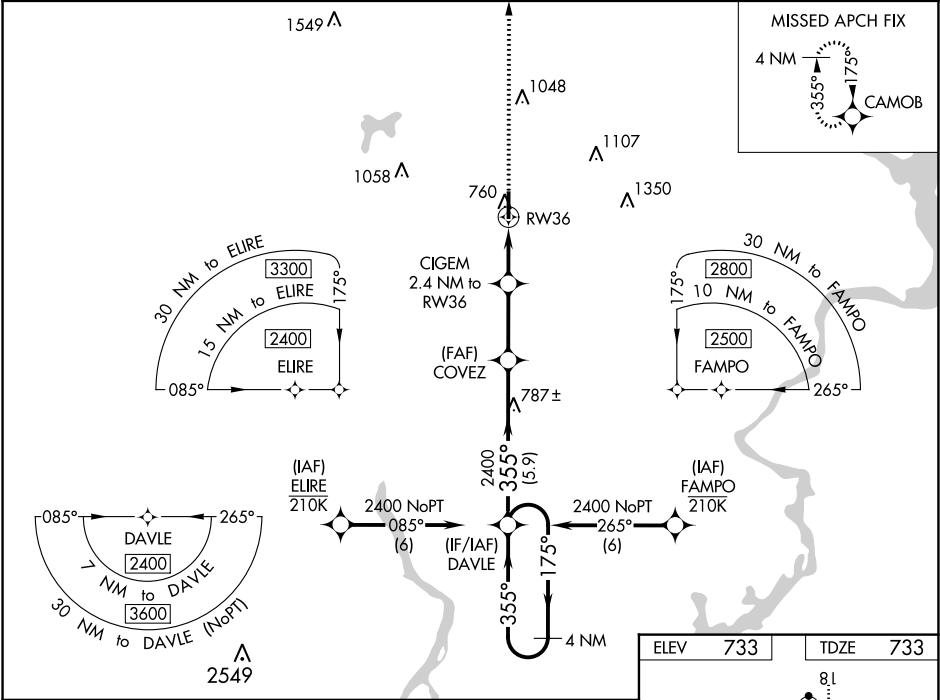 1549
MISSED APCH FIX
4 NM
355°
175°
CAMOB
1048
1107
1058
1350
760
RW36
CIGEM
2.4 NM to
RW36
30 NM to ELIRE
3300
175°
15 NM to ELIRE
2400
ELIRE
085°
30 NM to FAMPO
2800
175°
10 NM to FAMPO
2500
FAMPO
265°
(FAF)
COVEZ
787±
2400
355°
(5.9)
(IAF)
ELIRE
210K
2400 NoPT
085°
(6)
(IF/IAF)
DAVLE
(IAF)
FAMPO
210K
2400 NoPT
265°
(6)
175°
355°
4 NM
085°
265°
DAVLE
2400
7 NM to DAVLE
3600
30 NM to DAVLE (NoPT)
2549
ELEV 733
TDZE 733
18